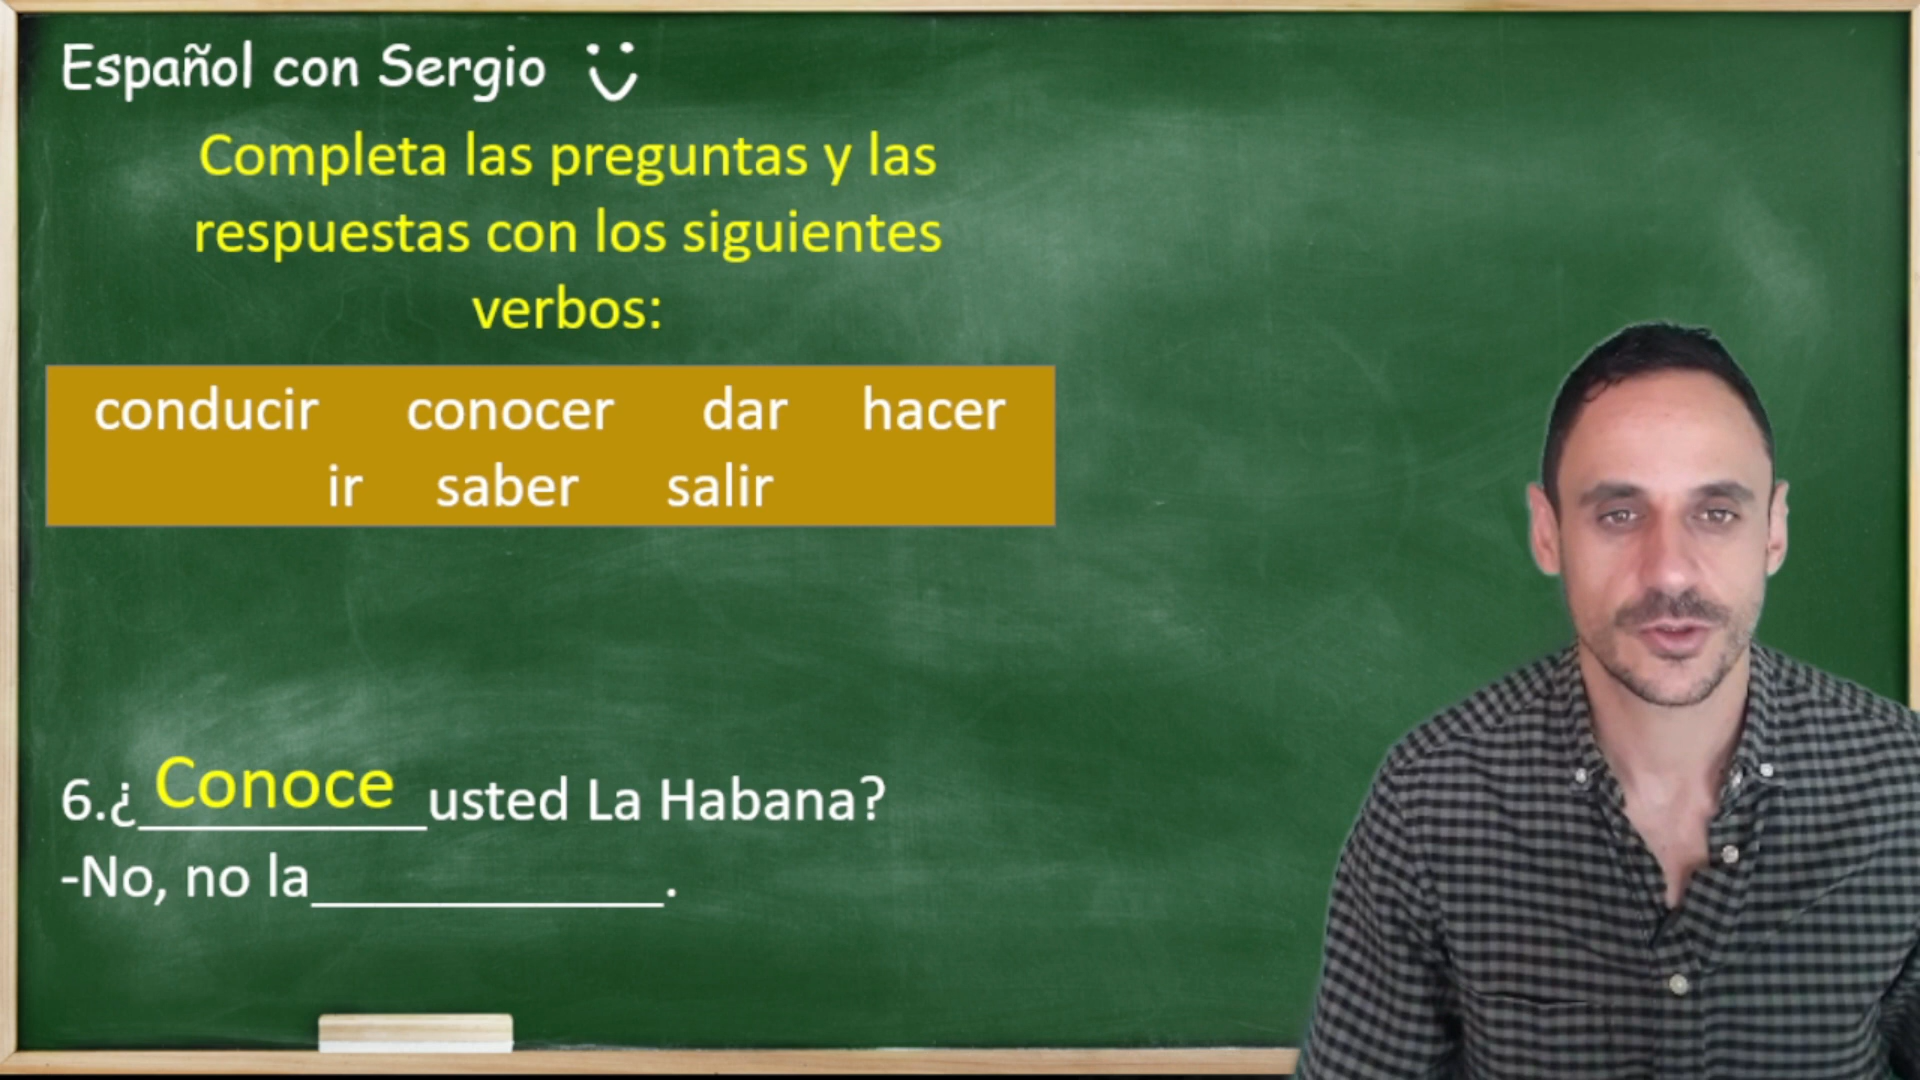 Español con Sergio
Completa las preguntas y las
respuestas con los siguientes
verbos:
conducir conocer dar hacer
ir saber salir
6.¿ Conoce usted La Habana?
-No, no la____________.